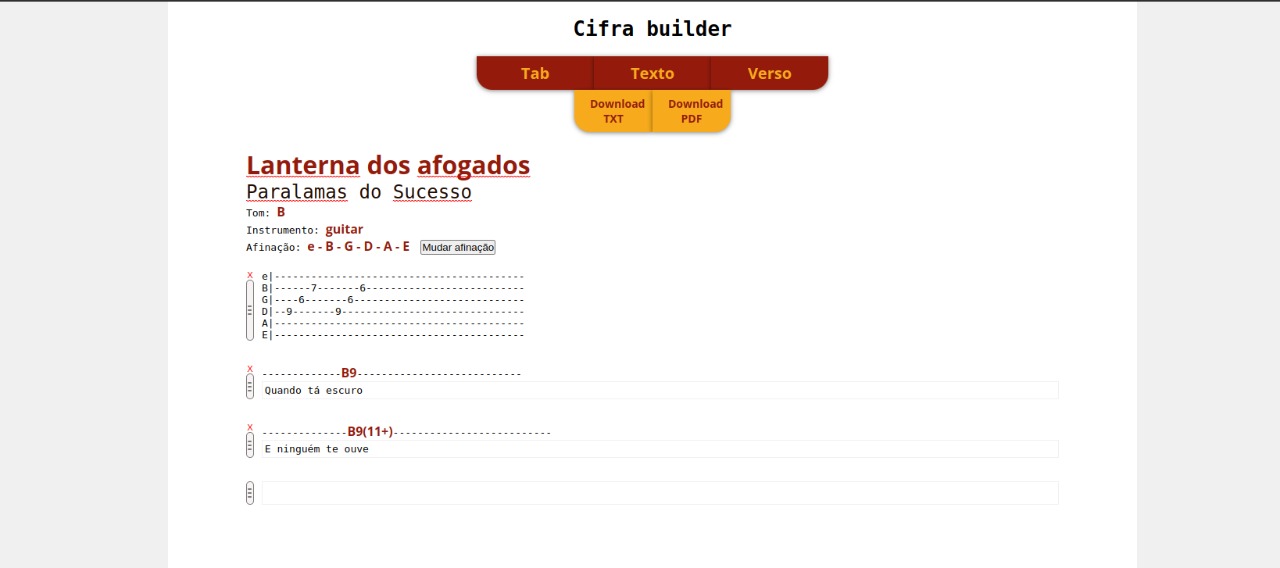 Cifra builder
Tab Texto Verso
Download TXT Download PDF
Lanterna dos afogados
Paralamas do Sucesso
Tom: B
Instrumento: guitar
Afinação: e - B - G - D - A - E Mudar afinação
x
e|-----------------------------------------
B|------7-------6--------------------------
G|----6-------6----------------------------
D|--9-------9------------------------------
A|-----------------------------------------
E|-----------------------------------------
x
-------------B9---------------------------
Quando tá escuro
x
--------------B9(11+)--------------------------
E ninguém te ouve